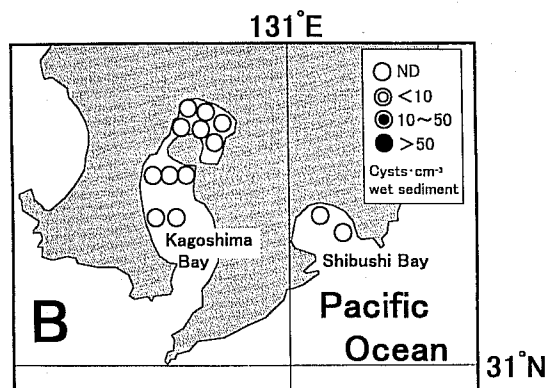 131°E
ND
<10
10~50
>50
Cysts·cm⁻³
wet sediment
Kagoshima
Bay
Shibushi Bay
B
Pacific
Ocean
31°N